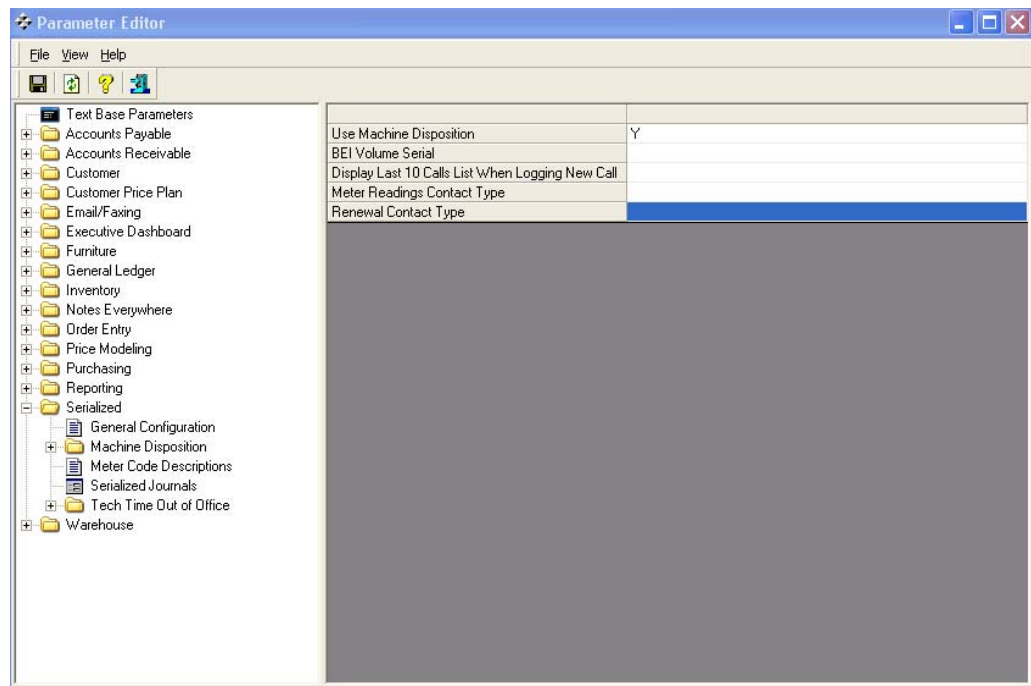 Parameter Editor
File View Help
Text Base Parameters
Accounts Payable
Accounts Receivable
Customer
Customer Price Plan
Email/Faxing
Executive Dashboard
Furniture
General Ledger
Inventory
Notes Everywhere
Order Entry
Price Modeling
Purchasing
Reporting
Serialized
General Configuration
Machine Disposition
Meter Code Descriptions
Serialized Journals
Tech Time Out of Office
Warehouse
Use Machine Disposition Y
BEI Volume Serial
Display Last 10 Calls List When Logging New Call
Meter Readings Contact Type
Renewal Contact Type